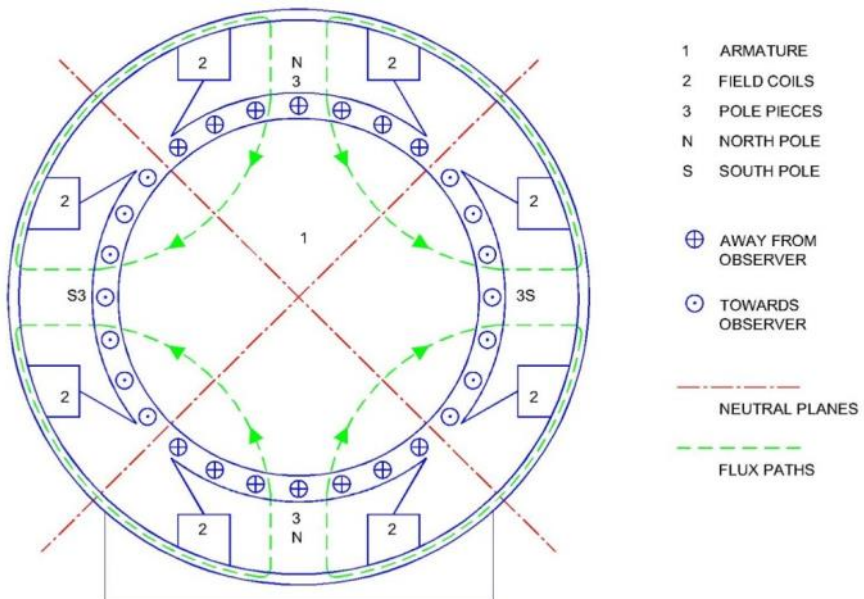 2
N
3
2
2
1
2
S3
3S
2
2
2
3
N
2
1 ARMATURE
2 FIELD COILS
3 POLE PIECES
N NORTH POLE
S SOUTH POLE
AWAY FROM
OBSERVER
TOWARDS
OBSERVER
NEUTRAL PLANES
FLUX PATHS